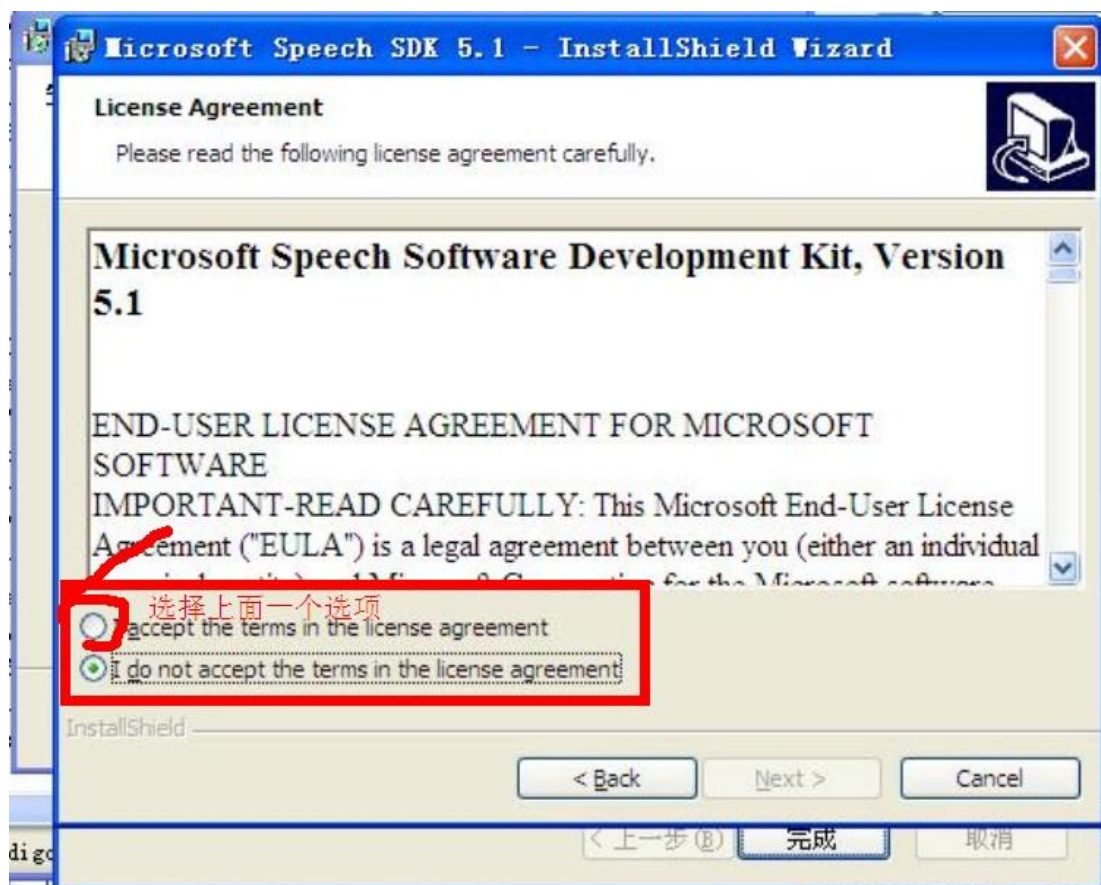 Microsoft Speech SDK 5.1 - InstallShield Wizard
License Agreement
Please read the following license agreement carefully.
Microsoft Speech Software Development Kit, Version
5.1
END-USER LICENSE AGREEMENT FOR MICROSOFT
SOFTWARE
IMPORTANT-READ CAREFULLY: This Microsoft End-User License
Agreement ("EULA") is a legal agreement between you (either an individual
选择上面一个选项
I accept the terms in the license agreement
I do not accept the terms in the license agreement
InstallShield
< Back
Next >
Cancel
< 上一步(B)
完成
取消